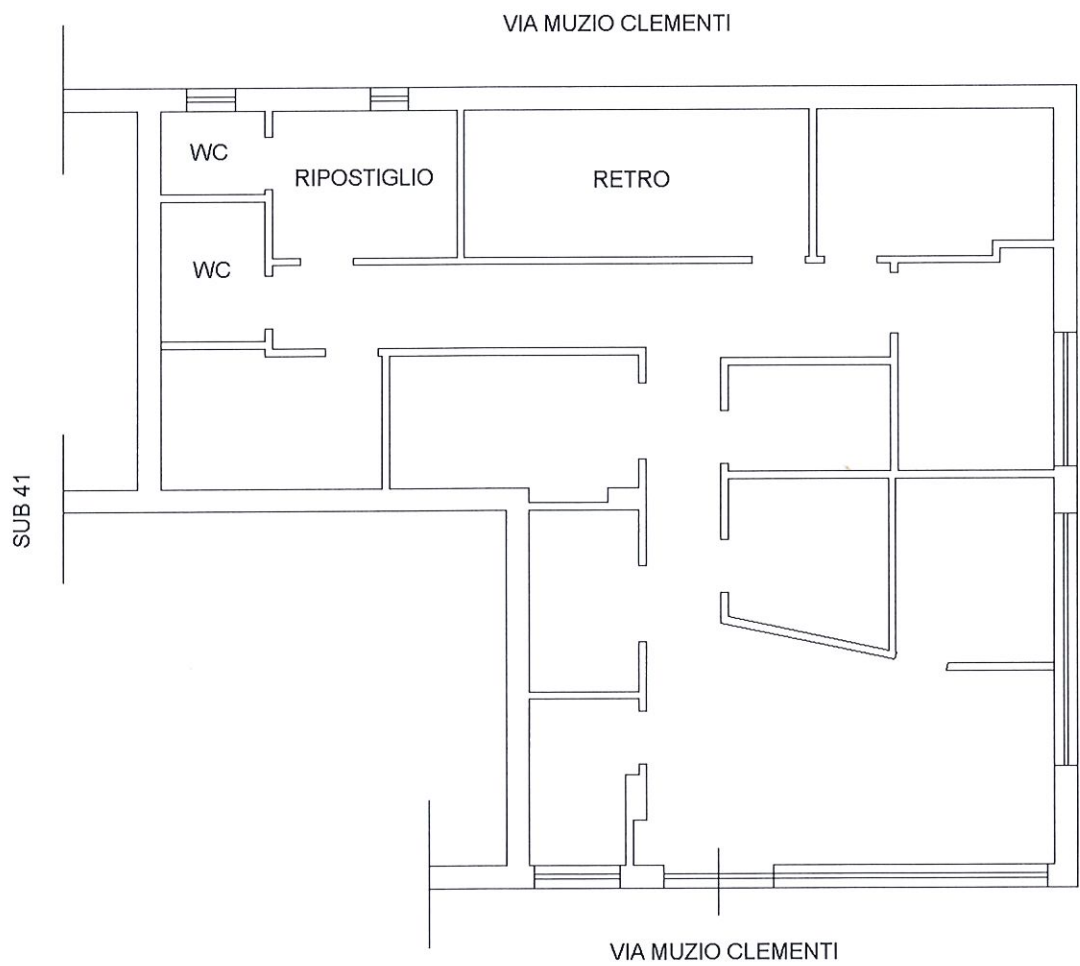 VIA MUZIO CLEMENTI
WC
RIPOSTIGLIO
RETRO
WC
SUB 41
VIA MUZIO CLEMENTI